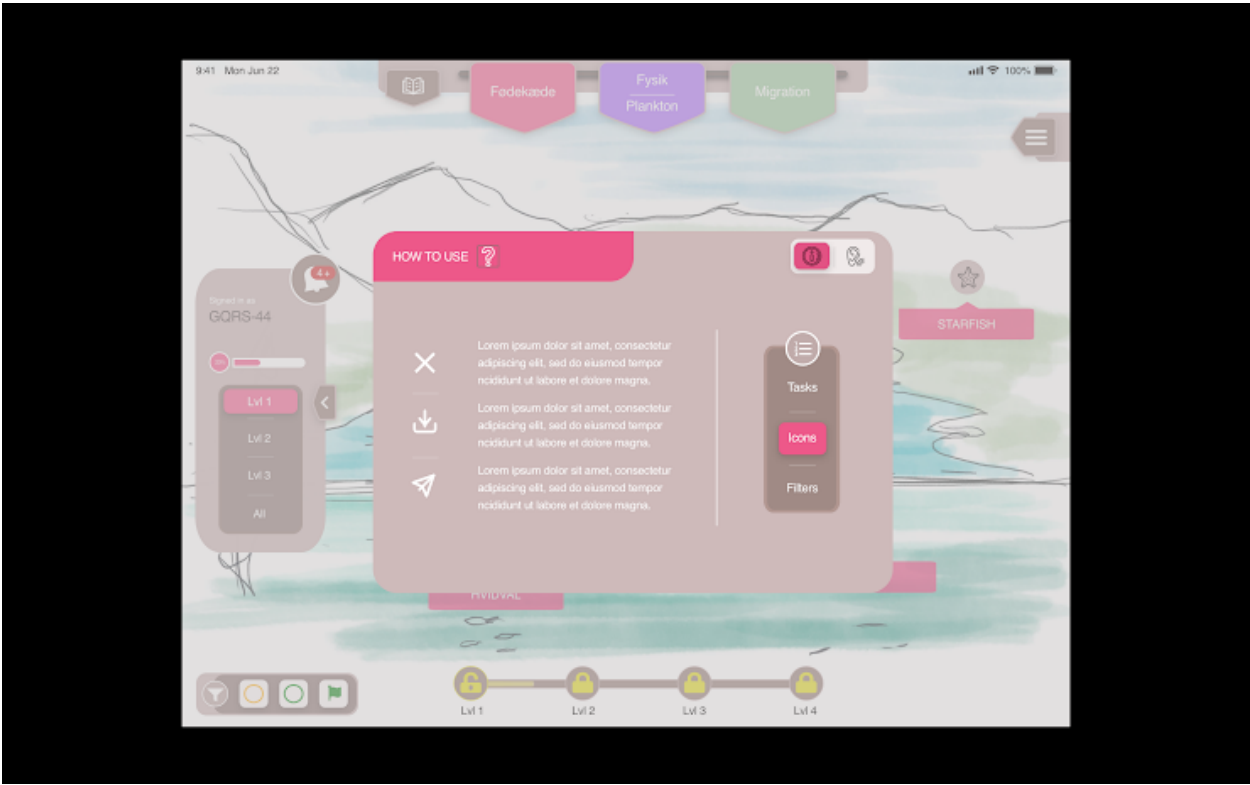 9:41 Mon Jun 22
100%
Fødekæde
Fysik
Plankton
Migration
HOW TO USE ?
4+
Signed in as
GQRS-44
STARFISH
Lorem ipsum dolor sit amet, consectetur
adipiscing elit, sed do eiusmod tempor
ncididunt ut labore et dolore magna.
Lorem ipsum dolor sit amet, consectetur
adipiscing elit, sed do eiusmod tempor
ncididunt ut labore et dolore magna.
Lorem ipsum dolor sit amet, consectetur
adipiscing elit, sed do eiusmod tempor
ncididunt ut labore et dolore magna.
Tasks
Icons
Filters
Lvl 1
Lvl 2
Lvl 3
All
HVIDVAL
Lvl 1
Lvl 2
Lvl 3
Lvl 4